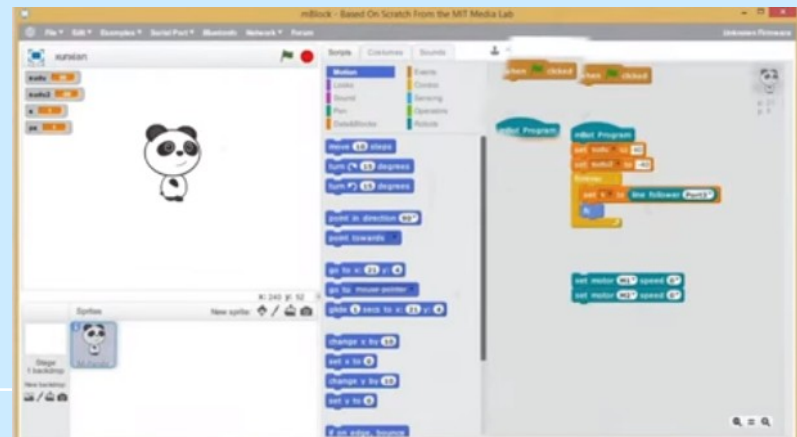 mBlock - Based On Scratch From the MIT Media Lab
File Edit Examples Serial Port Bluetooth Network Forum
Unknown Firmware
xunxian
Scripts Costumes Sounds
Motion
Looks
Sound
Pen
Data&Blocks
Events
Control
Sensing
Operators
Robots
move 10 steps
turn 15 degrees
turn 15 degrees
point in direction 90
point towards
go to x: 21 y: 4
go to mouse-pointer
glide 1 secs to x: 21 y: 4
change x by 10
set x to 0
change y by 10
set y to 0
if on edge, bounce
when clicked
when clicked
mBot Program
mBot Program
set to
set to
forever
set to line follower Port2
set motor M1 speed 0
set motor M2 speed 0
X: 240 y: 92
Sprites
New sprite:
M-Panda
Stage
1 backdrop
New backdrop: